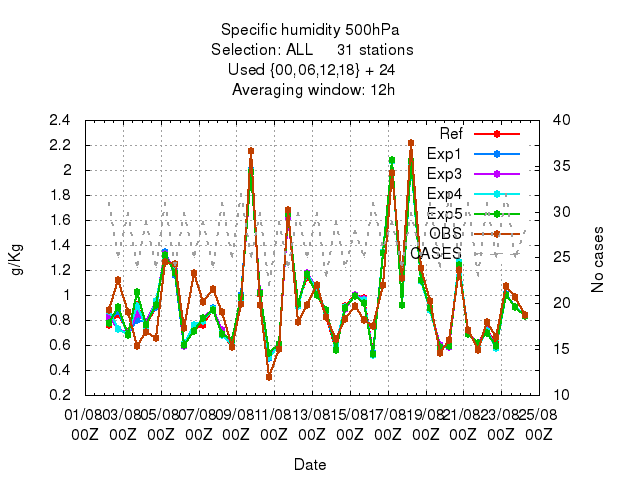 Specific humidity 500hPa
Selection: ALL 31 stations
Used {00,06,12,18} + 24
Averaging window: 12h
2.4
2.2
2
1.8
1.6
1.4
1.2
1
0.8
0.6
0.4
0.2
g/Kg
40
35
30
25
20
15
10
No cases
Ref
Exp1
Exp3
Exp4
Exp5
OBS
CASES
01/08 03/08 05/08 07/08 09/08 11/08 13/08 15/08 17/08 19/08 21/08 23/08 25/08
00Z 00Z 00Z 00Z 00Z 00Z 00Z 00Z 00Z 00Z 00Z 00Z 00Z
Date